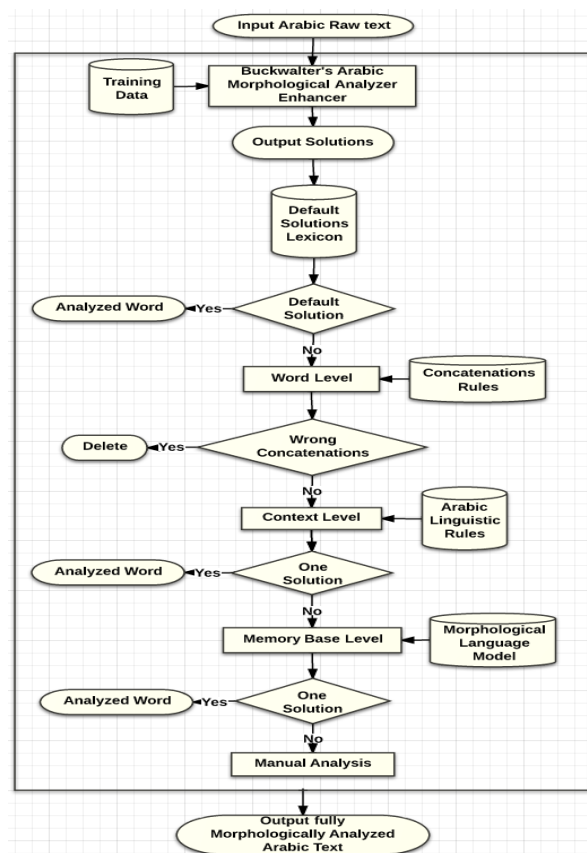 Input Arabic Raw text
Training
Data
Buckwalter's Arabic
Morphological Analyzer
Enhancer
Output Solutions
Default
Solutions
Lexicon
Default
Solution
Yes
Analyzed Word
No
Word Level
Concatenations
Rules
Wrong
Concatenations
Yes
Delete
No
Context Level
Arabic
Linguistic
Rules
One
Solution
Yes
Analyzed Word
No
Memory Base Level
Morphological
Language
Model
One
Solution
Yes
Analyzed Word
No
Manual Analysis
Output fully
Morphologically Analyzed
Arabic Text